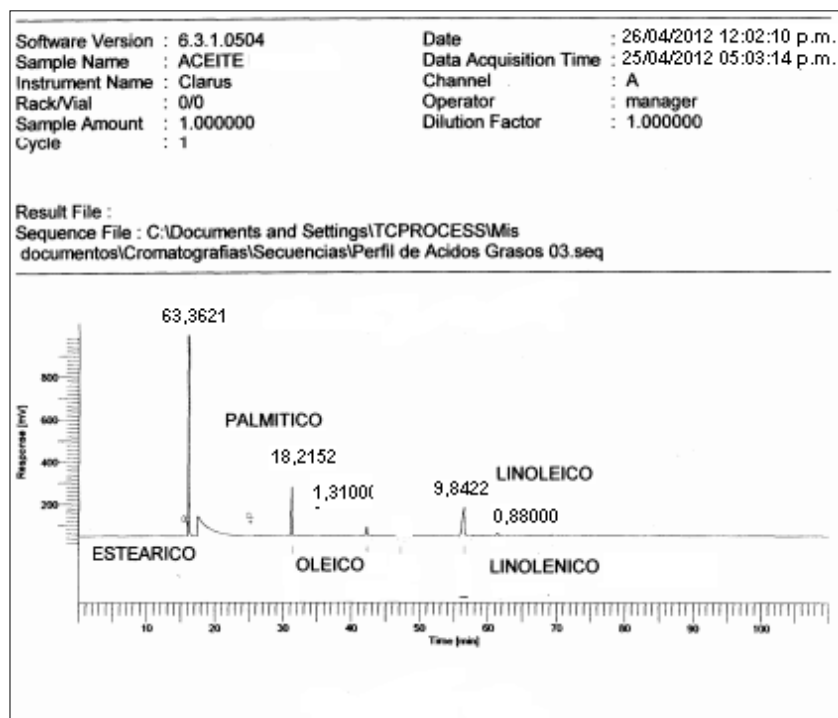 Software Version : 6.3.1.0504
Date : 26/04/2012 12:02:10 p.m.
Sample Name : ACEITE
Data Acquisition Time : 25/04/2012 05:03:14 p.m.
Instrument Name : Clarus
Channel : A
Rack/Vial : 0/0
Operator : manager
Sample Amount : 1.000000
Dilution Factor : 1.000000
Cycle : 1
Result File :
Sequence File : C:\Documents and Settings\TCPROCESS\Mis
documentos\Cromatografias\Secuencias\Perfil de Acidos Grasos 03.seq
63,3621
800
600
400
200
Response [mV]
PALMITICO
18,2152
1,3100
9,8422
LINOLEICO
0,88000
ESTEARICO
OLEICO
LINOLENICO
10 20 30 40 50 60 70 80 90 100
Time [min]